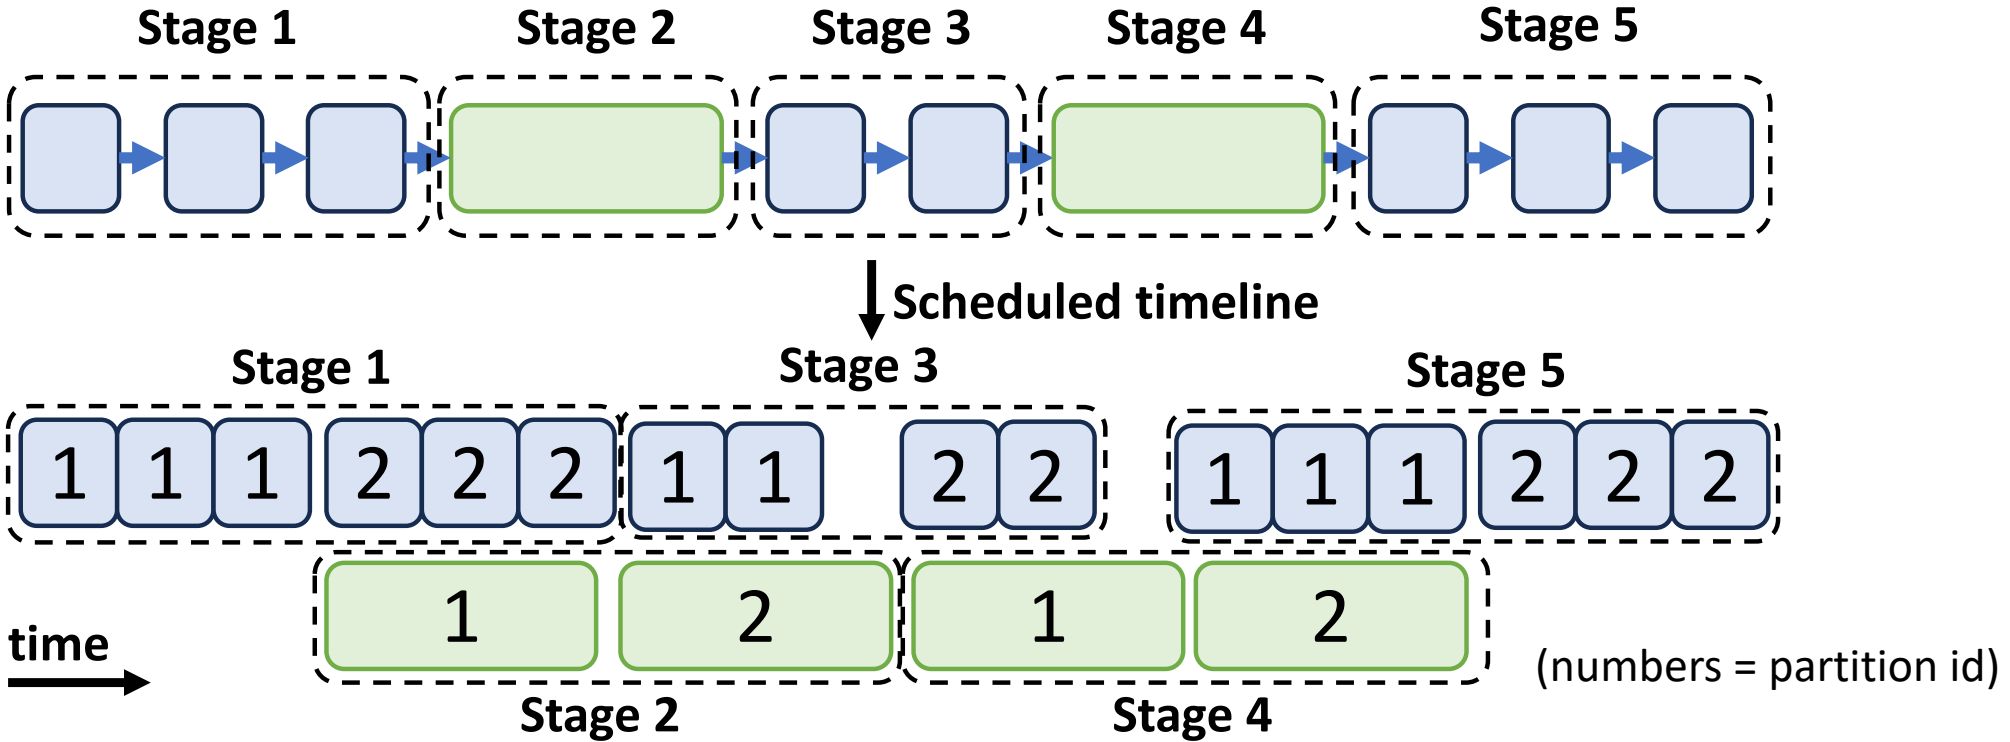 Stage 1 Stage 2 Stage 3 Stage 4 Stage 5
Scheduled timeline
Stage 1 Stage 3 Stage 5
1 1 1 2 2 2 1 1 2 2 1 1 1 2 2 2
1 2 1 2
time
(numbers = partition id)
Stage 2 Stage 4